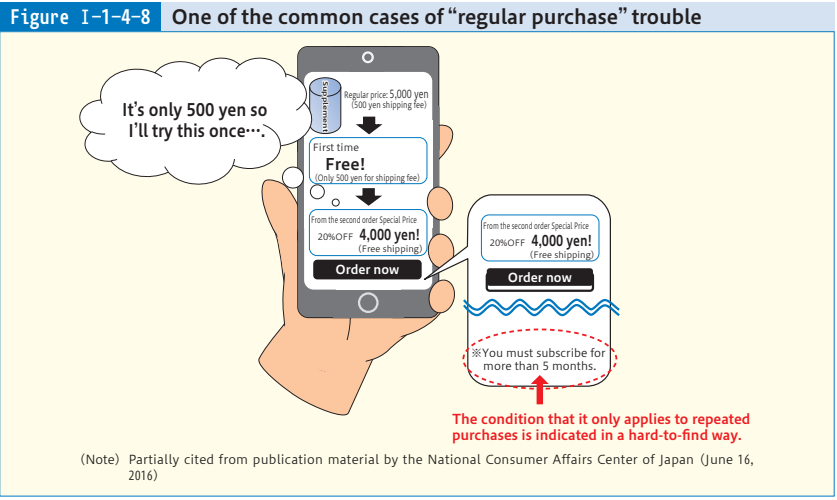 Figure I-1-4-8 One of the common cases of “regular purchase” trouble
It's only 500 yen so
I'll try this once….
Supplement
Regular price: 5,000 yen
(500 yen shipping fee)
First time
Free!
(Only 500 yen for shipping fee)
From the second order Special Price
20%OFF 4,000 yen!
(Free shipping)
Order now
From the second order Special Price
20%OFF 4,000 yen!
(Free shipping)
Order now
※You must subscribe for
more than 5 months.
The condition that it only applies to repeated
purchases is indicated in a hard-to-find way.
(Note) Partially cited from publication material by the National Consumer Affairs Center of Japan (June 16,
2016)